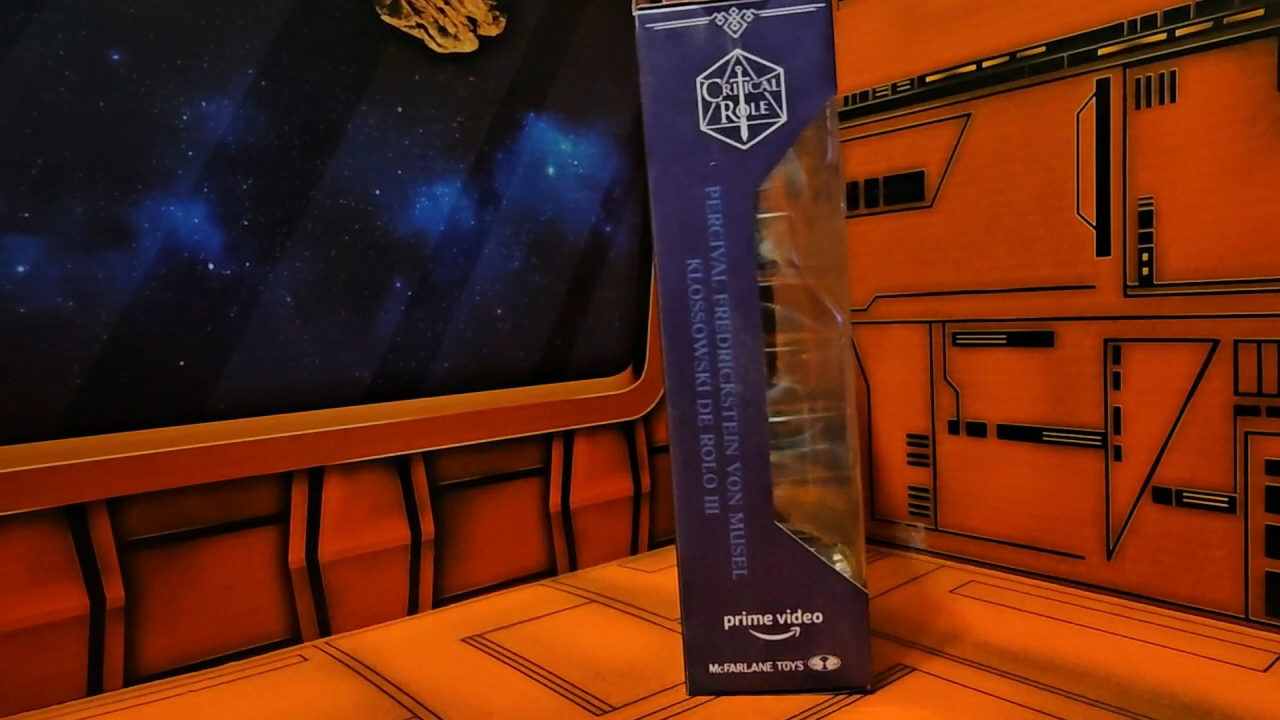 CRITICAL
ROLE
PERCIVAL FREDRICKSTEIN VON MUSEL
KLOSSOWSKI DE ROLO III
prime video
McFARLANE TOYS